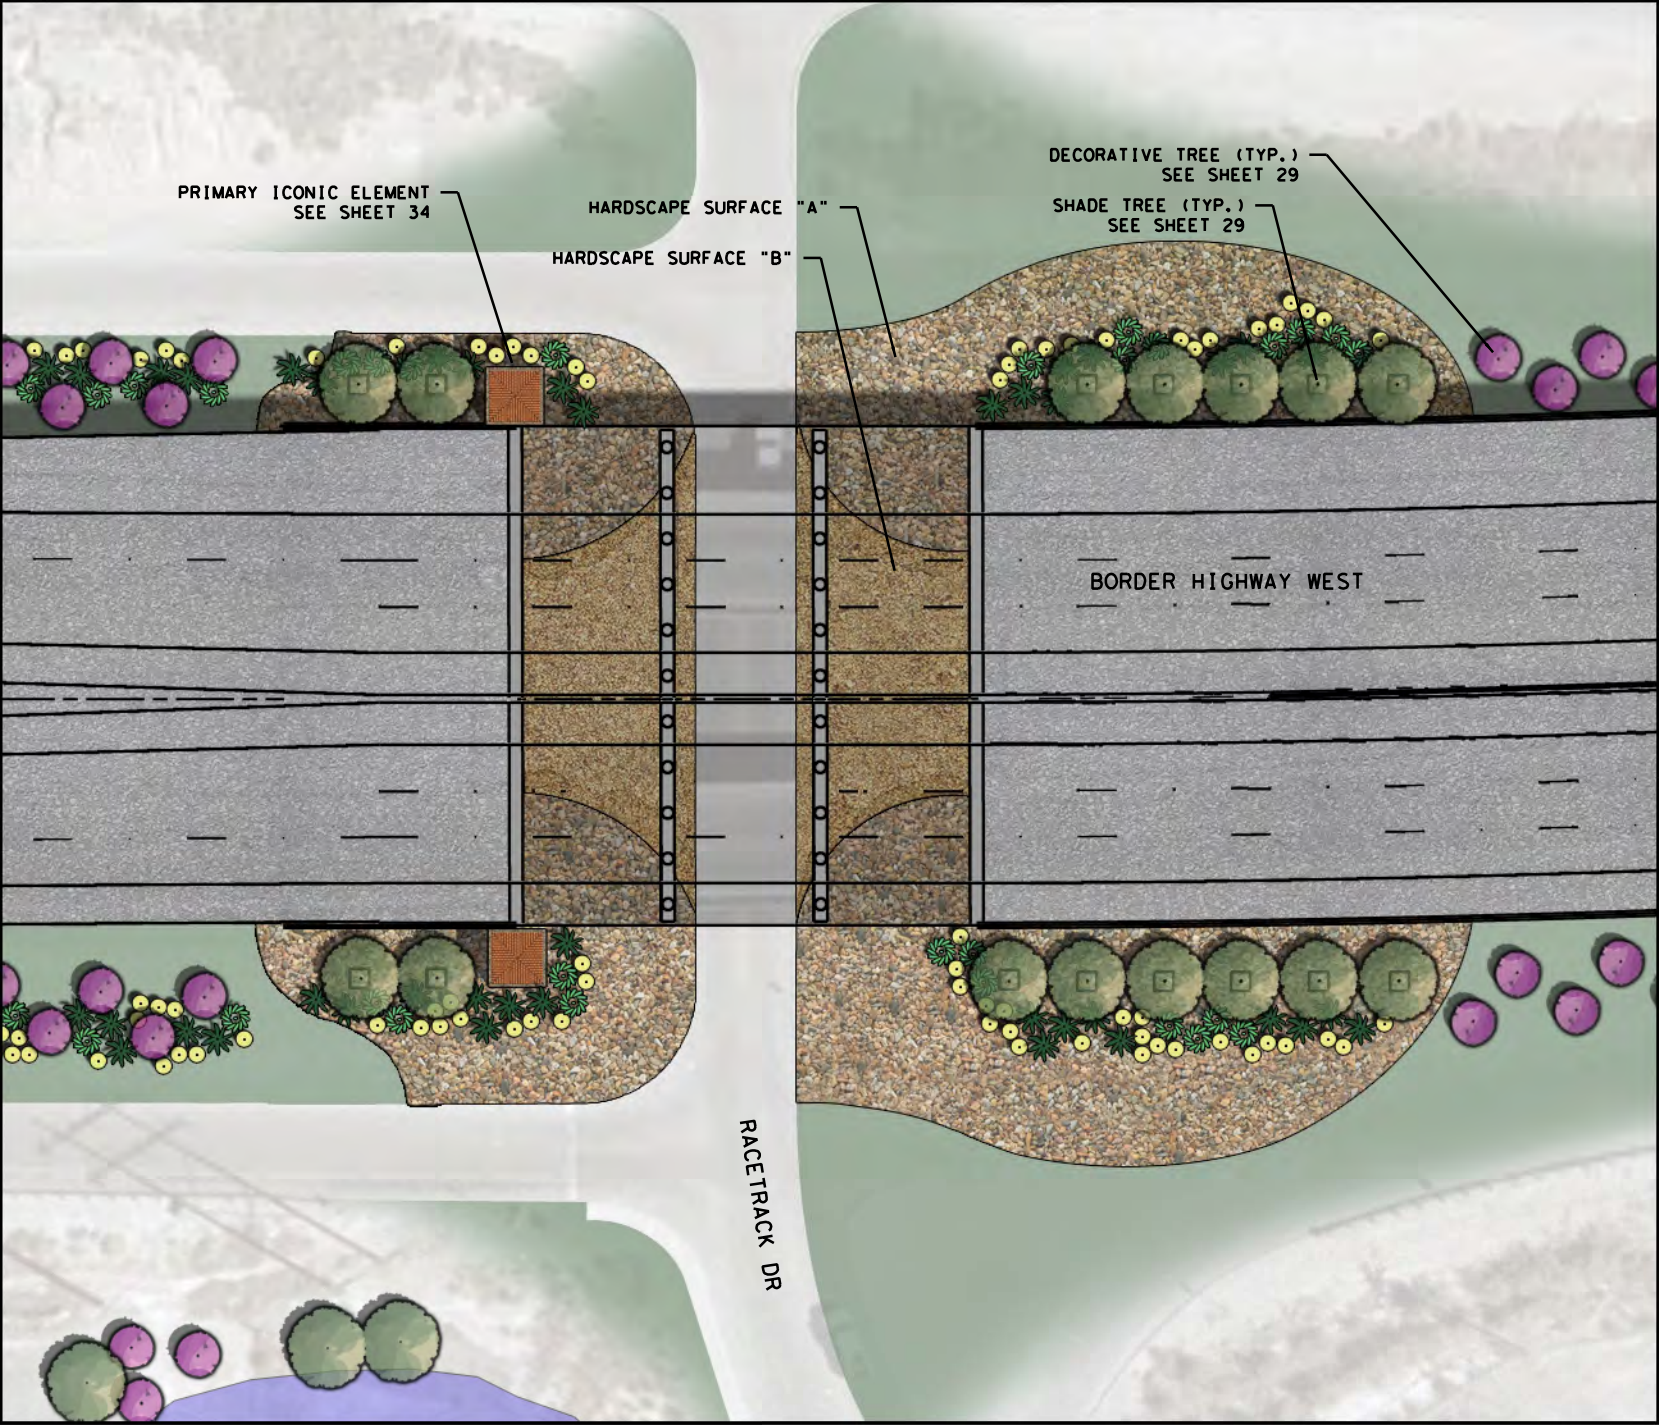 DECORATIVE TREE (TYP.)
SEE SHEET 29
PRIMARY ICONIC ELEMENT
SEE SHEET 34
HARDSCAPE SURFACE "A"
SHADE TREE (TYP.)
SEE SHEET 29
HARDSCAPE SURFACE "B"
BORDER HIGHWAY WEST
RACETRACK DR